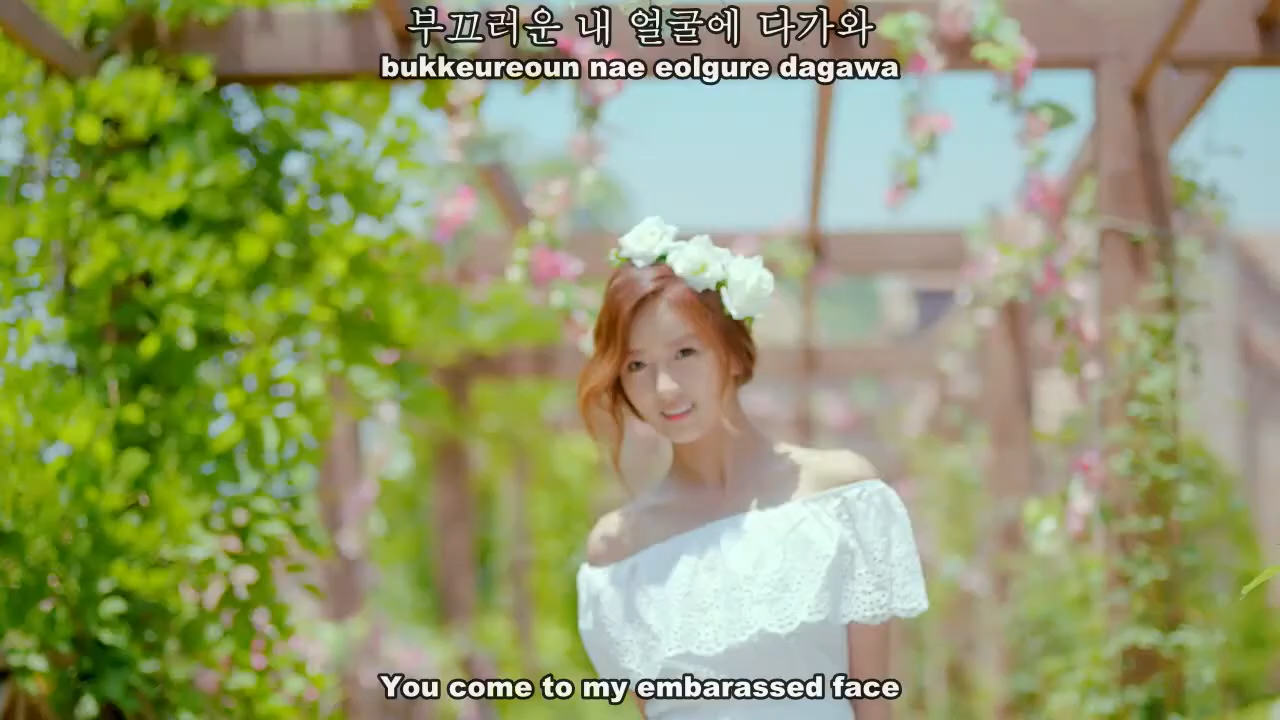 부끄러운 내 얼굴에 다가와
bukkeureoun nae eolgure dagawa
You come to my embarassed face